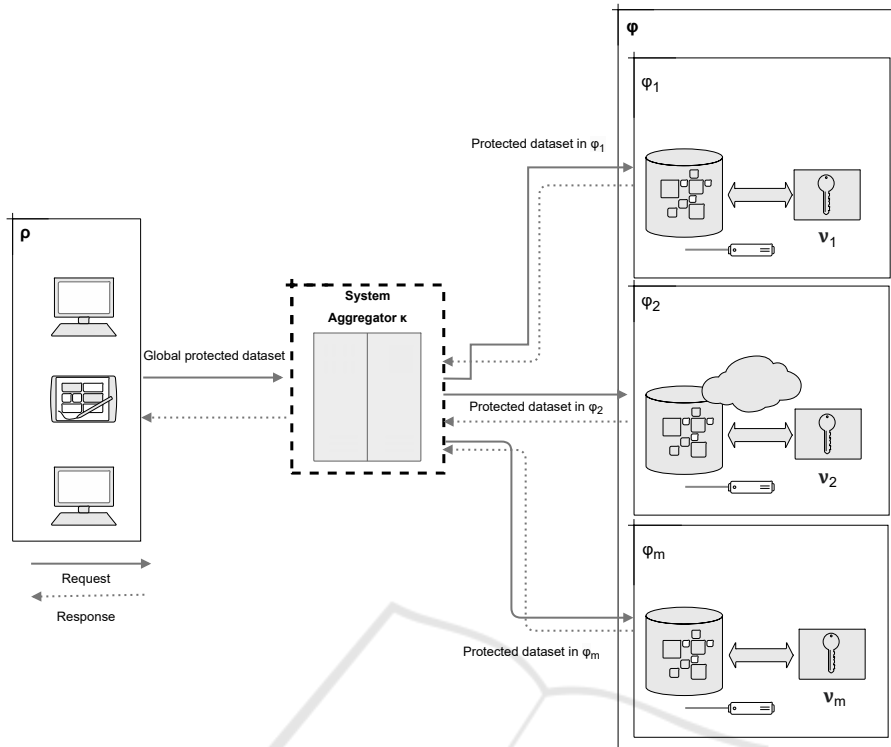 φ
φ1
Protected dataset in φ1
ν1
ρ
System
Aggregator κ
φ2
Global protected dataset
Protected dataset in φ2
ν2
φm
Request
Response
Protected dataset in φm
νm